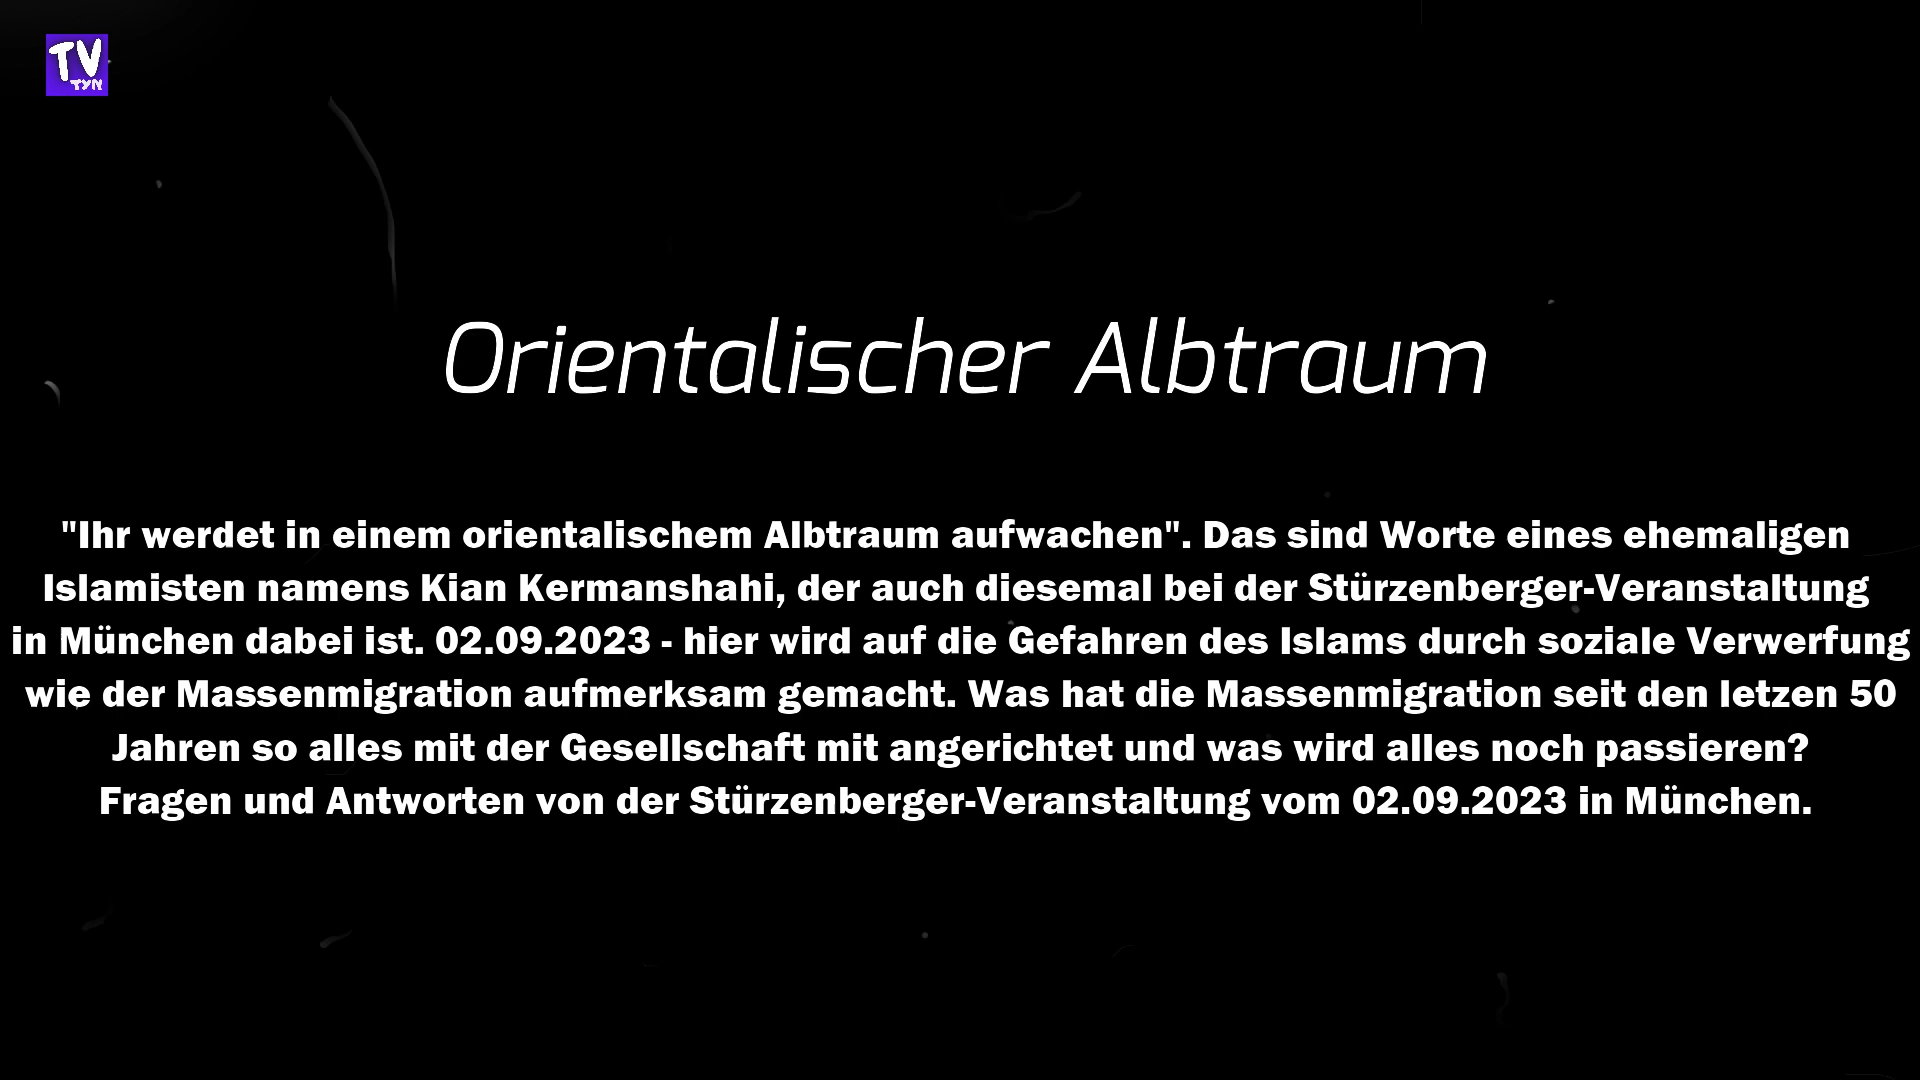 TV
TYN
Orientalischer Albtraum
"Ihr werdet in einem orientalischem Albtraum aufwachen". Das sind Worte eines ehemaligen
Islamisten namens Kian Kermanshahi, der auch diesemal bei der Stürzenberger-Veranstaltung
in München dabei ist. 02.09.2023 - hier wird auf die Gefahren des Islams durch soziale Verwerfung
wie der Massenmigration aufmerksam gemacht. Was hat die Massenmigration seit den letzen 50
Jahren so alles mit der Gesellschaft mit angerichtet und was wird alles noch passieren?
Fragen und Antworten von der Stürzenberger-Veranstaltung vom 02.09.2023 in München.